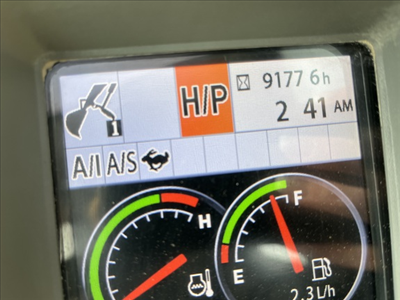 H/P
9177 6h
2 41 AM
1
A/I A/S
H
F
E
2.3 L/h